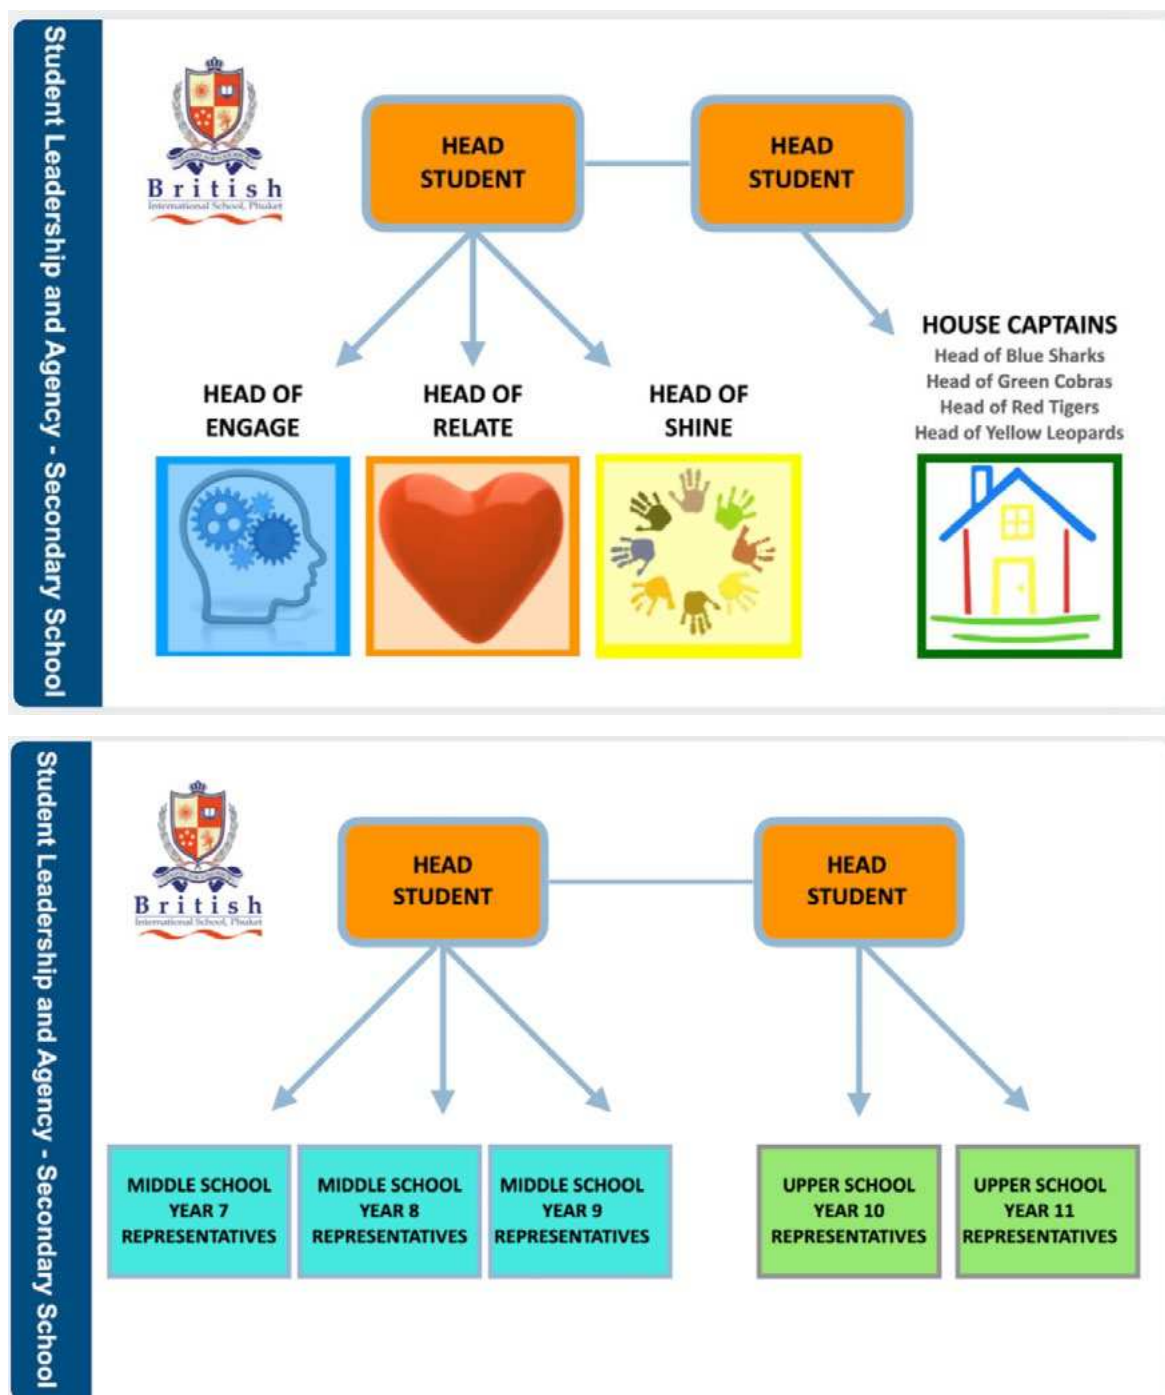 Student Leadership and Agency - Secondary School
British
International School, Phuket
HEAD
STUDENT
HEAD
STUDENT
HEAD OF
ENGAGE
HEAD OF
RELATE
HEAD OF
SHINE
HOUSE CAPTAINS
Head of Blue Sharks
Head of Green Cobras
Head of Red Tigers
Head of Yellow Leopards
Student Leadership and Agency - Secondary School
British
International School, Phuket
HEAD
STUDENT
HEAD
STUDENT
MIDDLE SCHOOL
YEAR 7
REPRESENTATIVES
MIDDLE SCHOOL
YEAR 8
REPRESENTATIVES
MIDDLE SCHOOL
YEAR 9
REPRESENTATIVES
UPPER SCHOOL
YEAR 10
REPRESENTATIVES
UPPER SCHOOL
YEAR 11
REPRESENTATIVES